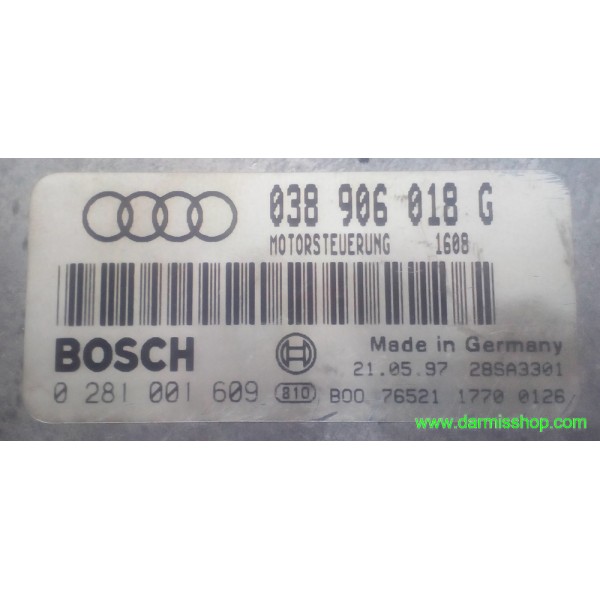 038 906 018 G
MOTORSTEUERUNG 1608
BOSCH
Made in Germany
21.05.97 28SA3301
0 281 001 609 810 B00 76521 1770 0126
www.darmisshop.com